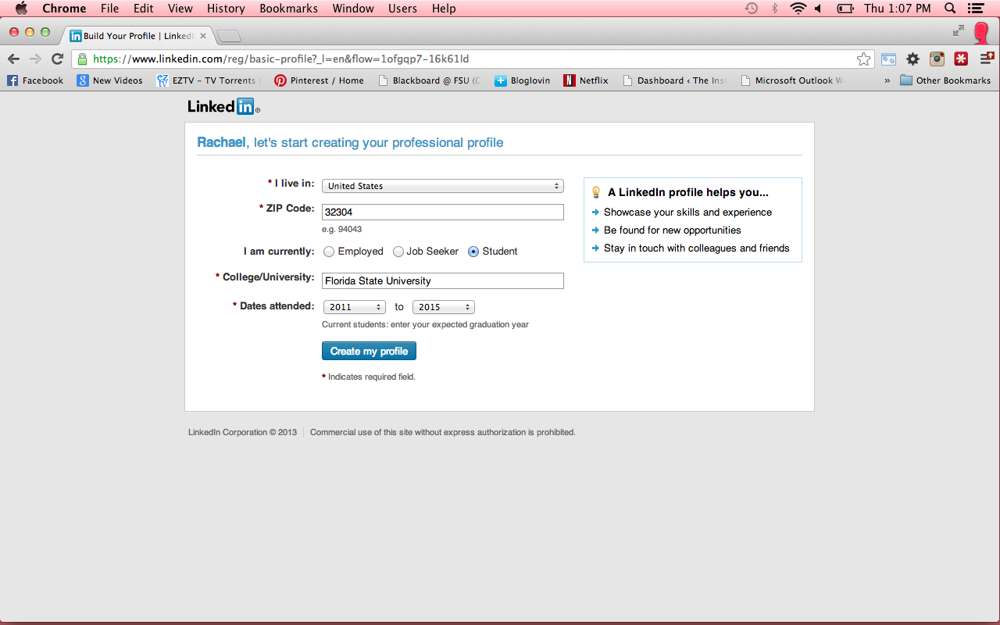 Chrome File Edit View History Bookmarks Window Users Help Thu 1:07 PM
Build Your Profile | Linked
https://www.linkedin.com/reg/basic-profile?_l=en&flow=1ofgqp7-16k61ld
Facebook New Videos EZTV - TV Torrents Pinterest / Home Blackboard @ FSU (C Bloglovin Netflix Dashboard ‹ The Ins Microsoft Outlook » Other Bookmarks
Linked in ®
Rachael, let's start creating your professional profile
* I live in: United States
* ZIP Code: 32304
e.g. 94043
I am currently: Employed Job Seeker Student
* College/University: Florida State University
* Dates attended: 2011 to 2015
Current students: enter your expected graduation year
Create my profile
* Indicates required field.
A LinkedIn profile helps you...
Showcase your skills and experience
Be found for new opportunities
Stay in touch with colleagues and friends
LinkedIn Corporation © 2013 Commercial use of this site without express authorization is prohibited.